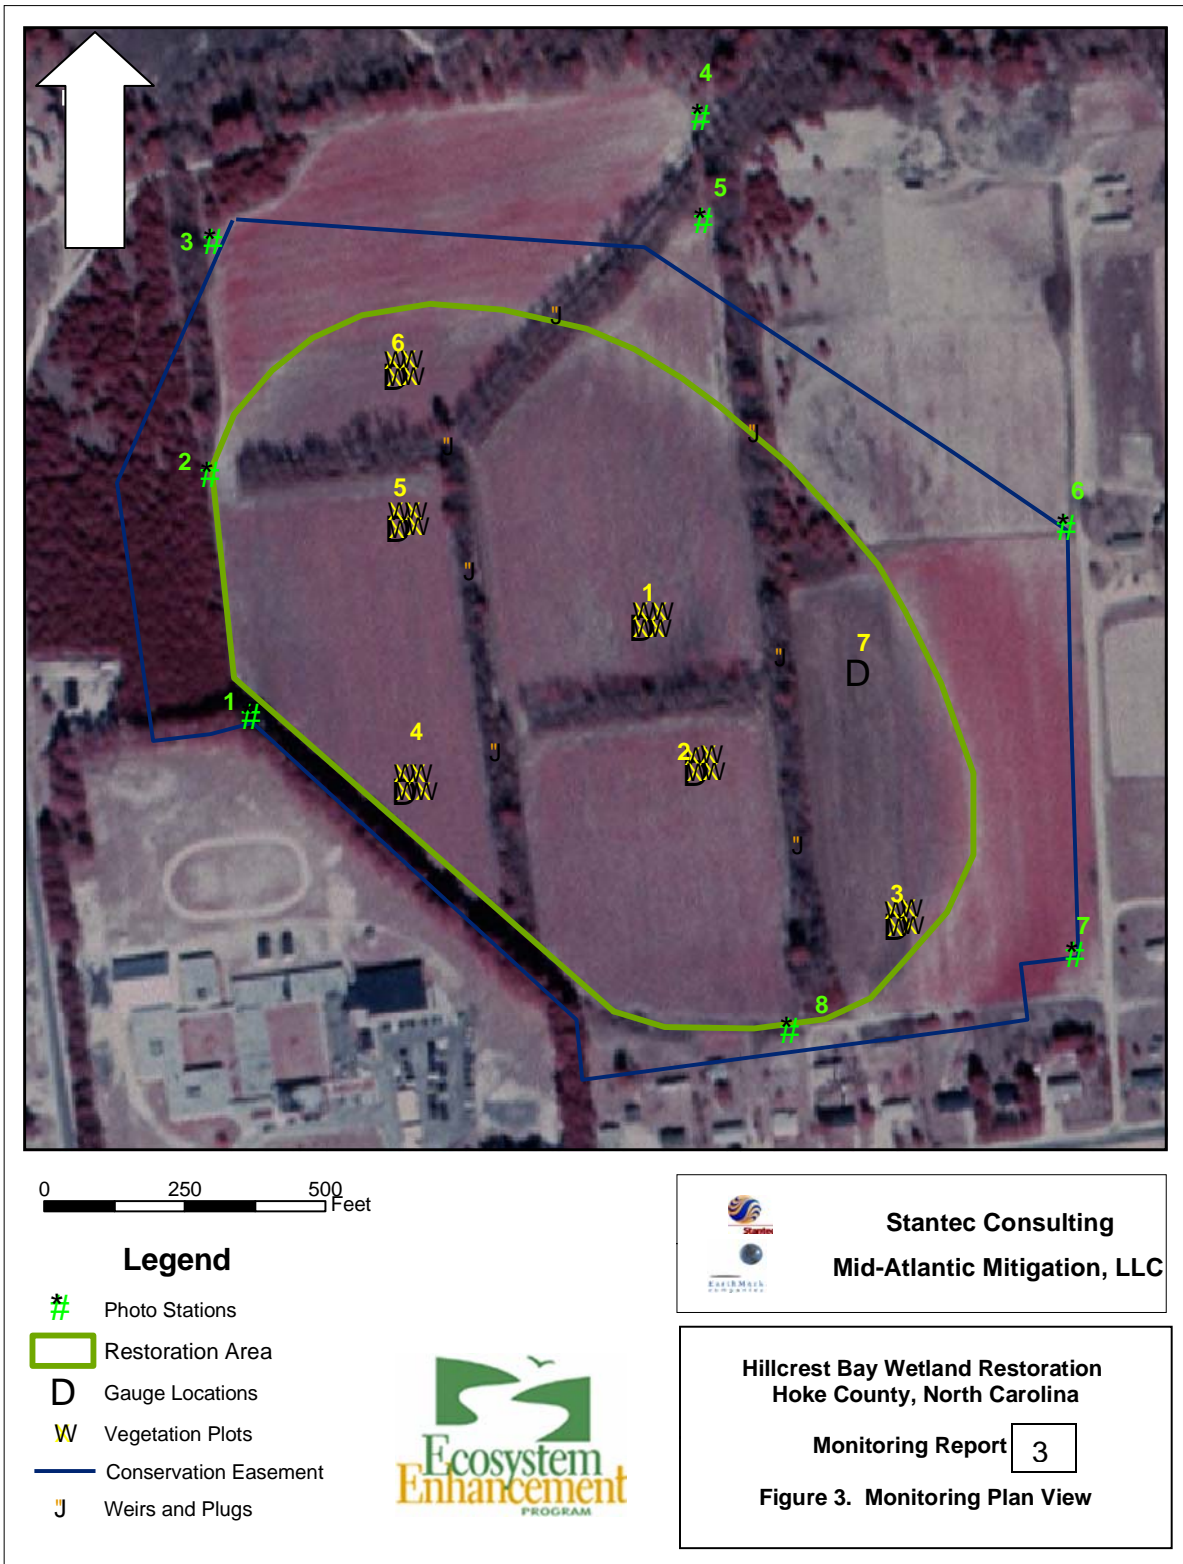 4
5
3
6
2
5
6
1
7
1
4
2
3
7
8
0 250 500
Feet
Legend
Photo Stations
Restoration Area
D Gauge Locations
W Vegetation Plots
Conservation Easement
"J Weirs and Plugs
Stantec
EarthMark
companies
Stantec Consulting
Mid-Atlantic Mitigation, LLC
Ecosystem
Enhancement
PROGRAM
Hillcrest Bay Wetland Restoration
Hoke County, North Carolina
Monitoring Report 3
Figure 3. Monitoring Plan View